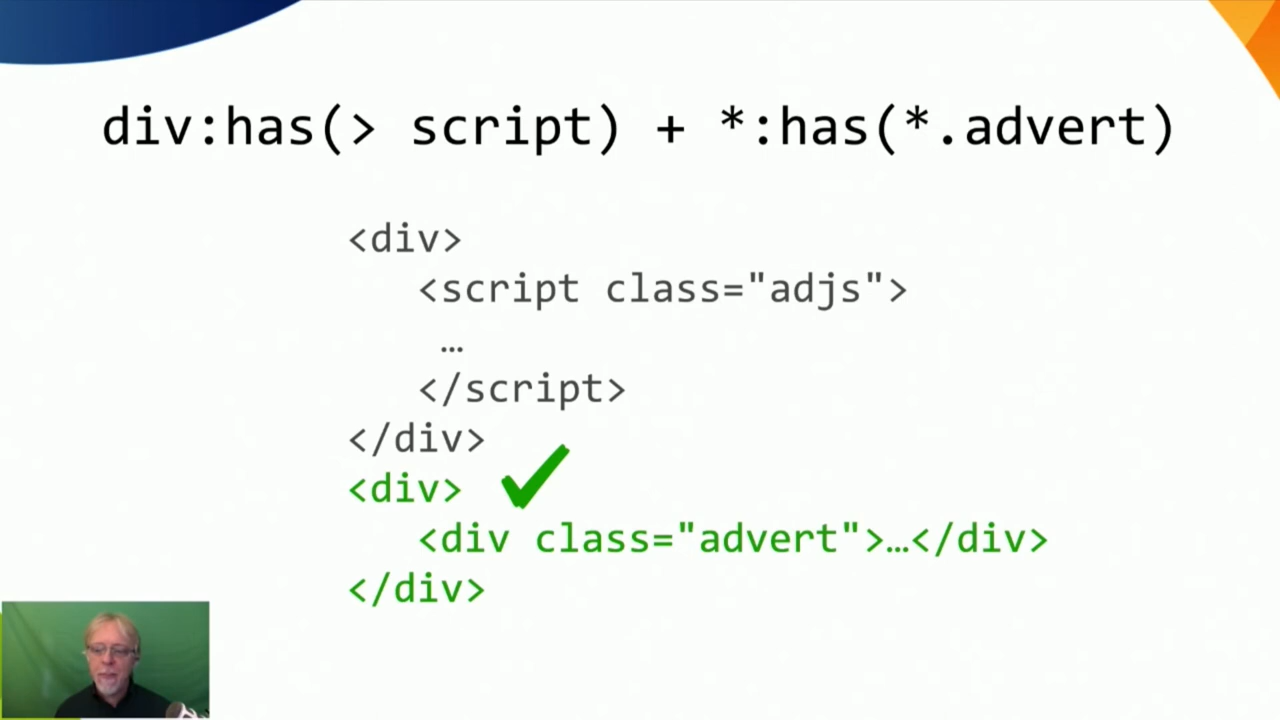 div:has(> script) + *:has(*.advert)
<div>
<script class="adjs">
…
</script>
</div>
<div>
<div class="advert">…</div>
</div>